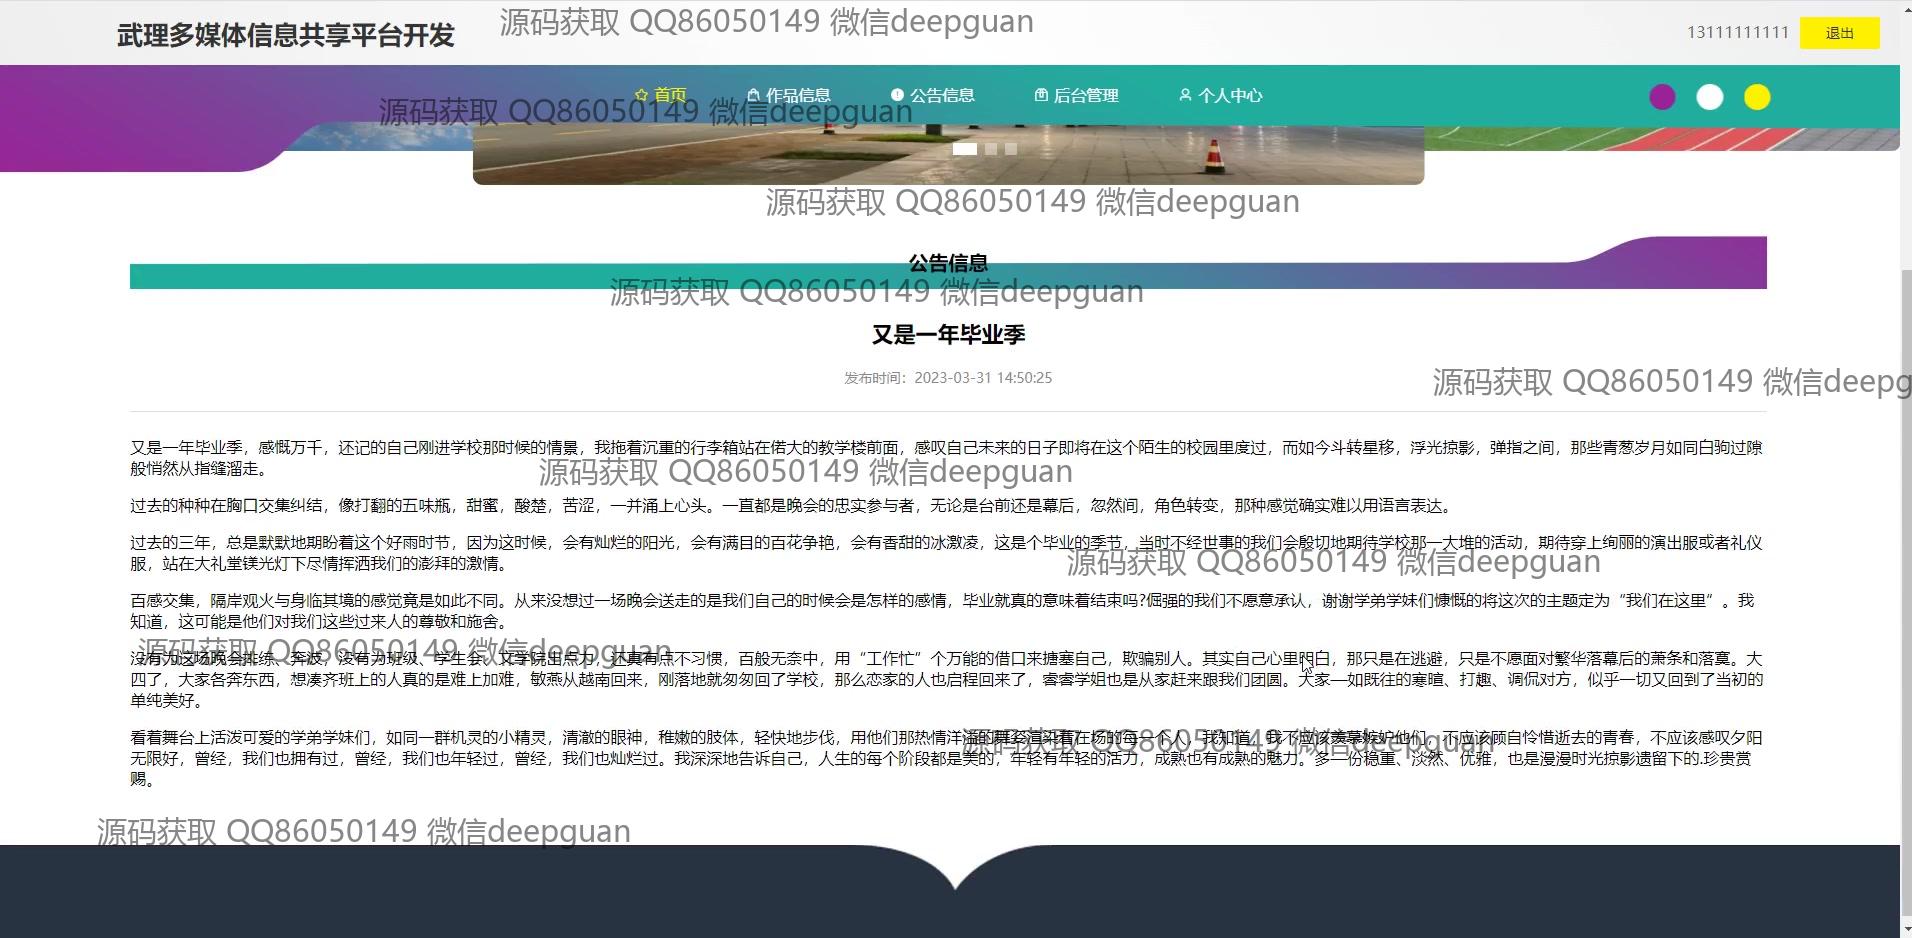 武理多媒体信息共享平台开发
源码获取 QQ86050149 微信deepguan
13111111111
退出
首页
作品信息
公告信息
后台管理
个人中心
源码获取 QQ86050149 微信deepguan
源码获取 QQ86050149 微信deepguan
公告信息
源码获取 QQ86050149 微信deepguan
又是一年毕业季
发布时间：2023-03-31 14:50:25
源码获取 QQ86050149 微信deepg
又是一年毕业季，感慨万千，还记的自己刚进学校那时候的情景，我拖着沉重的行李箱站在偌大的教学楼前面，感叹自己未来的日子即将在这个陌生的校园里度过，而如今斗转星移，浮光掠影，弹指之间，那些青葱岁月如同白驹过隙
般悄然从指缝溜走。
源码获取 QQ86050149 微信deepguan
过去的种种在胸口交集纠结，像打翻的五味瓶，甜蜜，酸楚，苦涩，一并涌上心头。一直都是晚会的忠实参与者，无论是台前还是幕后，忽然间，角色转变，那种感觉确实难以用语言表达。
过去的三年，总是默默地期盼着这个好雨时节，因为这时候，会有灿烂的阳光，会有满目的百花争艳，会有香甜的冰激凌，这是个毕业的季节，当时不经世事的我们会殷切地期待学校那一大堆的活动，期待穿上绚丽的演出服或者礼仪
服，站在大礼堂镁光灯下尽情挥洒我们的澎拜的激情。
源码获取 QQ86050149 微信deepguan
百感交集，隔岸观火与身临其境的感觉竟是如此不同。从来没想过一场晚会送走的是我们自己的时候会是怎样的感情，毕业就真的意味着结束吗?倔强的我们不愿意承认，谢谢学弟学妹们慷慨的将这次的主题定为“我们在这里”。我
知道，这可能是他们对我们这些过来人的尊敬和施舍。
源码获取 QQ86050149 微信deepguan
没有为这场晚会排练、奔波，没有为班级、学生会、文学院出点力，还真有点不习惯，百般无奈中，用“工作忙”个万能的借口来搪塞自己，欺骗别人。其实自己心里明白，那只是在逃避，只是不愿面对繁华落幕后的萧条和落寞。大
四了，大家各奔东西，想凑齐班上的人真的是难上加难，敏燕从越南回来，刚落地就匆匆回了学校，那么恋家的人也启程回来了，睿睿学姐也是从家赶来跟我们团圆。大家—如既往的寒暄、打趣、调侃对方，似乎一切又回到了当初的
单纯美好。
看着舞台上活泼可爱的学弟学妹们，如同一群机灵的小精灵，清澈的眼神，稚嫩的肢体，轻快地步伐，用他们那热情洋溢的舞姿渲染着在场的每一个人，我知道，我不应该羡慕嫉妒他们，不应该顾自怜惜逝去的青春，不应该感叹夕阳
无限好，曾经，我们也拥有过，曾经，我们也年轻过，曾经，我们也灿烂过。我深深地告诉自己，人生的每个阶段都是美的，年轻有年轻的活力，成熟也有成熟的魅力。多一份稳重、淡然、优雅，也是漫漫时光掠影遗留下的.珍贵赏
赐。
源码获取 QQ86050149 微信deepguan
源码获取 QQ86050149 微信deepguan